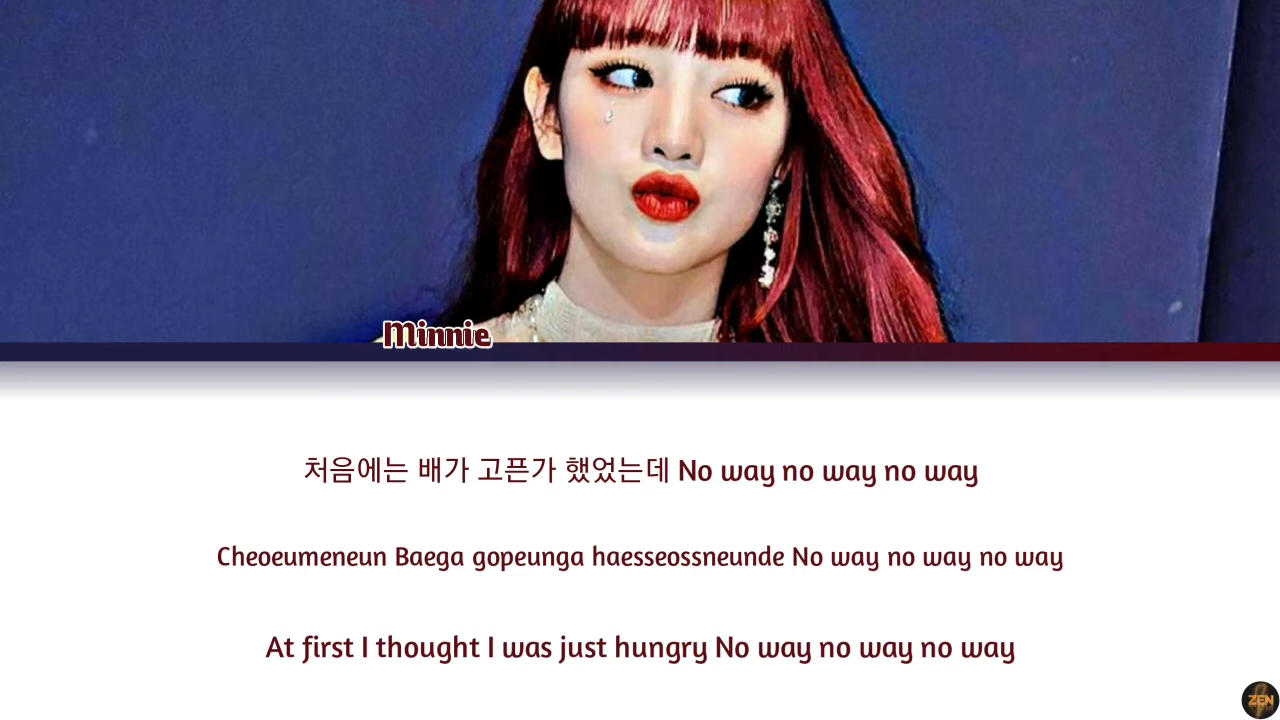 Minnie
처음에는 배가 고픈가 했었는데 No way no way no way
Cheoeumeneun Baega gopeunga haesseossneunde No way no way no way
At first I thought I was just hungry No way no way no way
ZEN